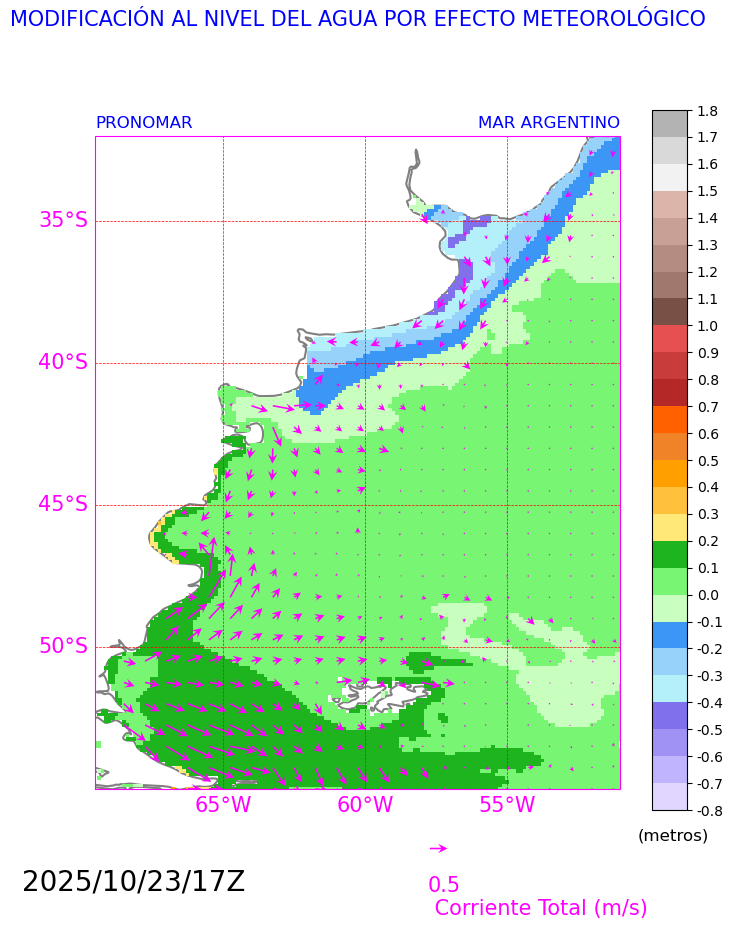 MODIFICACIÓN AL NIVEL DEL AGUA POR EFECTO METEOROLÓGICO
PRONOMAR MAR ARGENTINO
35°S
40°S
45°S
50°S
65°W 60°W 55°W
1.8
1.7
1.6
1.5
1.4
1.3
1.2
1.1
1.0
0.9
0.8
0.7
0.6
0.5
0.4
0.3
0.2
0.1
0.0
-0.1
-0.2
-0.3
-0.4
-0.5
-0.6
-0.7
-0.8
(metros)
2025/10/23/17Z
0.5
Corriente Total (m/s)